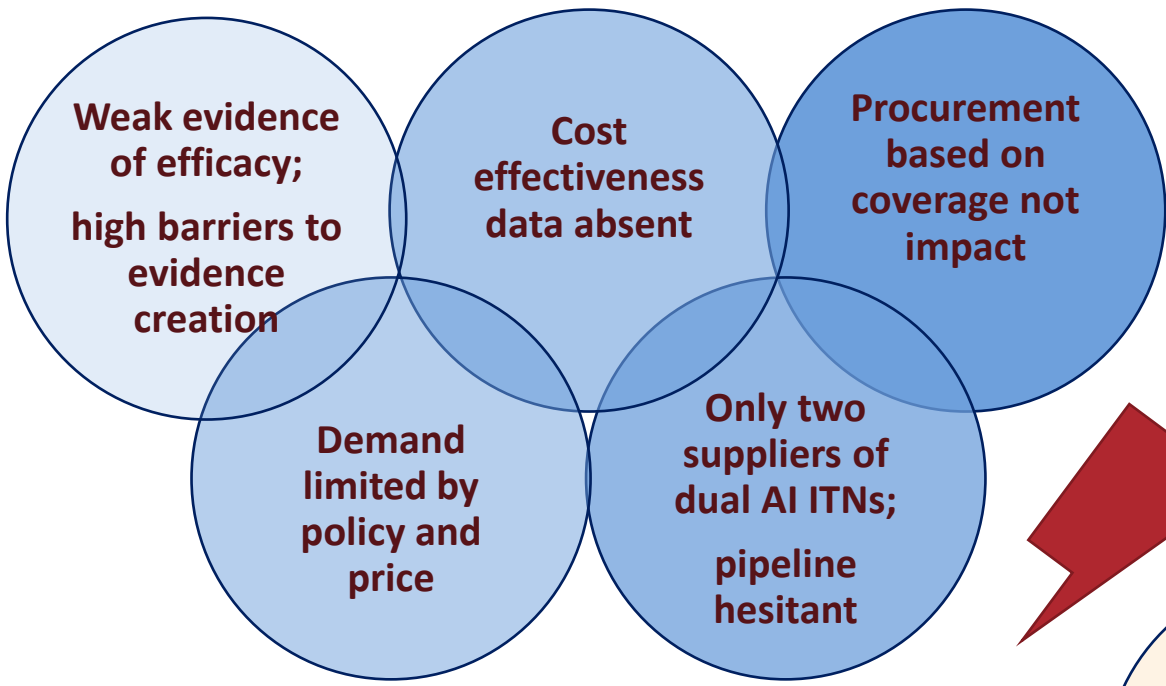 Weak evidence
of efficacy;
high barriers to
evidence
creation
Cost
effectiveness
data absent
Procurement
based on
coverage not
impact
Demand
limited by
policy and
price
Only two
suppliers of
dual AI ITNs;
pipeline
hesitant